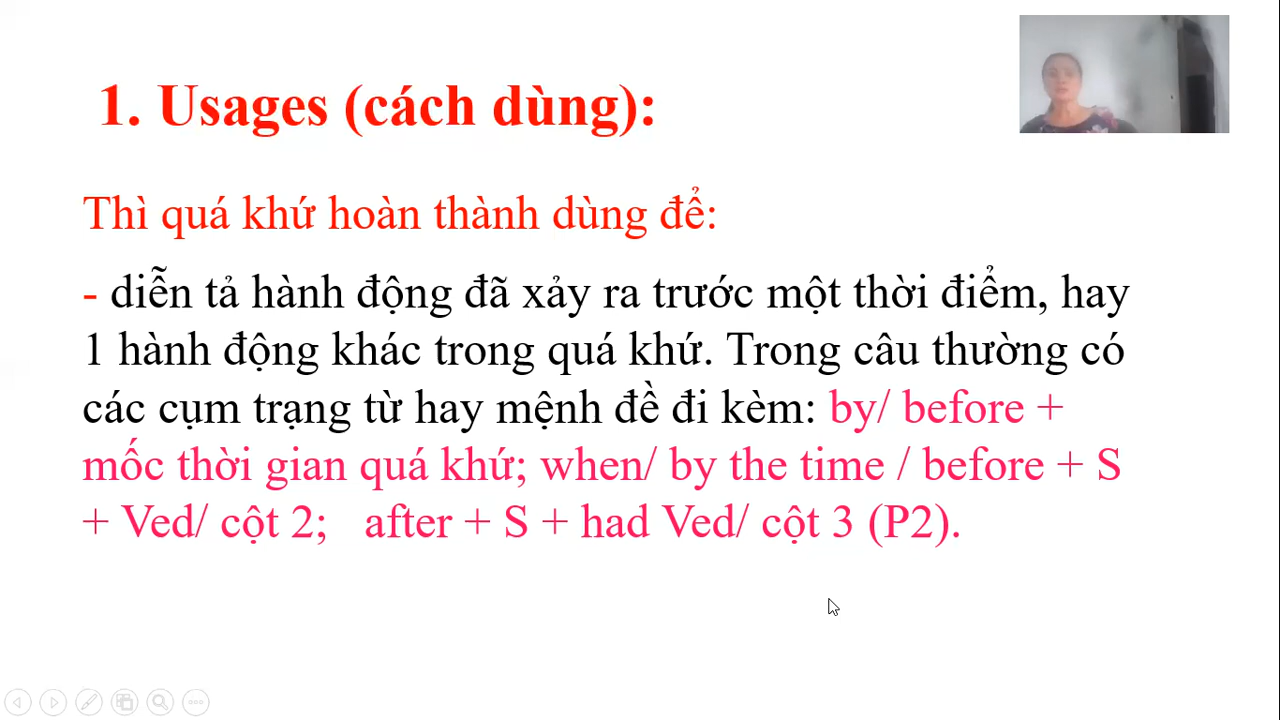 1. Usages (cách dùng):
Thì quá khứ hoàn thành dùng để:
- diễn tả hành động đã xảy ra trước một thời điểm, hay
1 hành động khác trong quá khứ. Trong câu thường có
các cụm trạng từ hay mệnh đề đi kèm: by/ before +
mốc thời gian quá khứ; when/ by the time / before + S
+ Ved/ cột 2; after + S + had Ved/ cột 3 (P2).